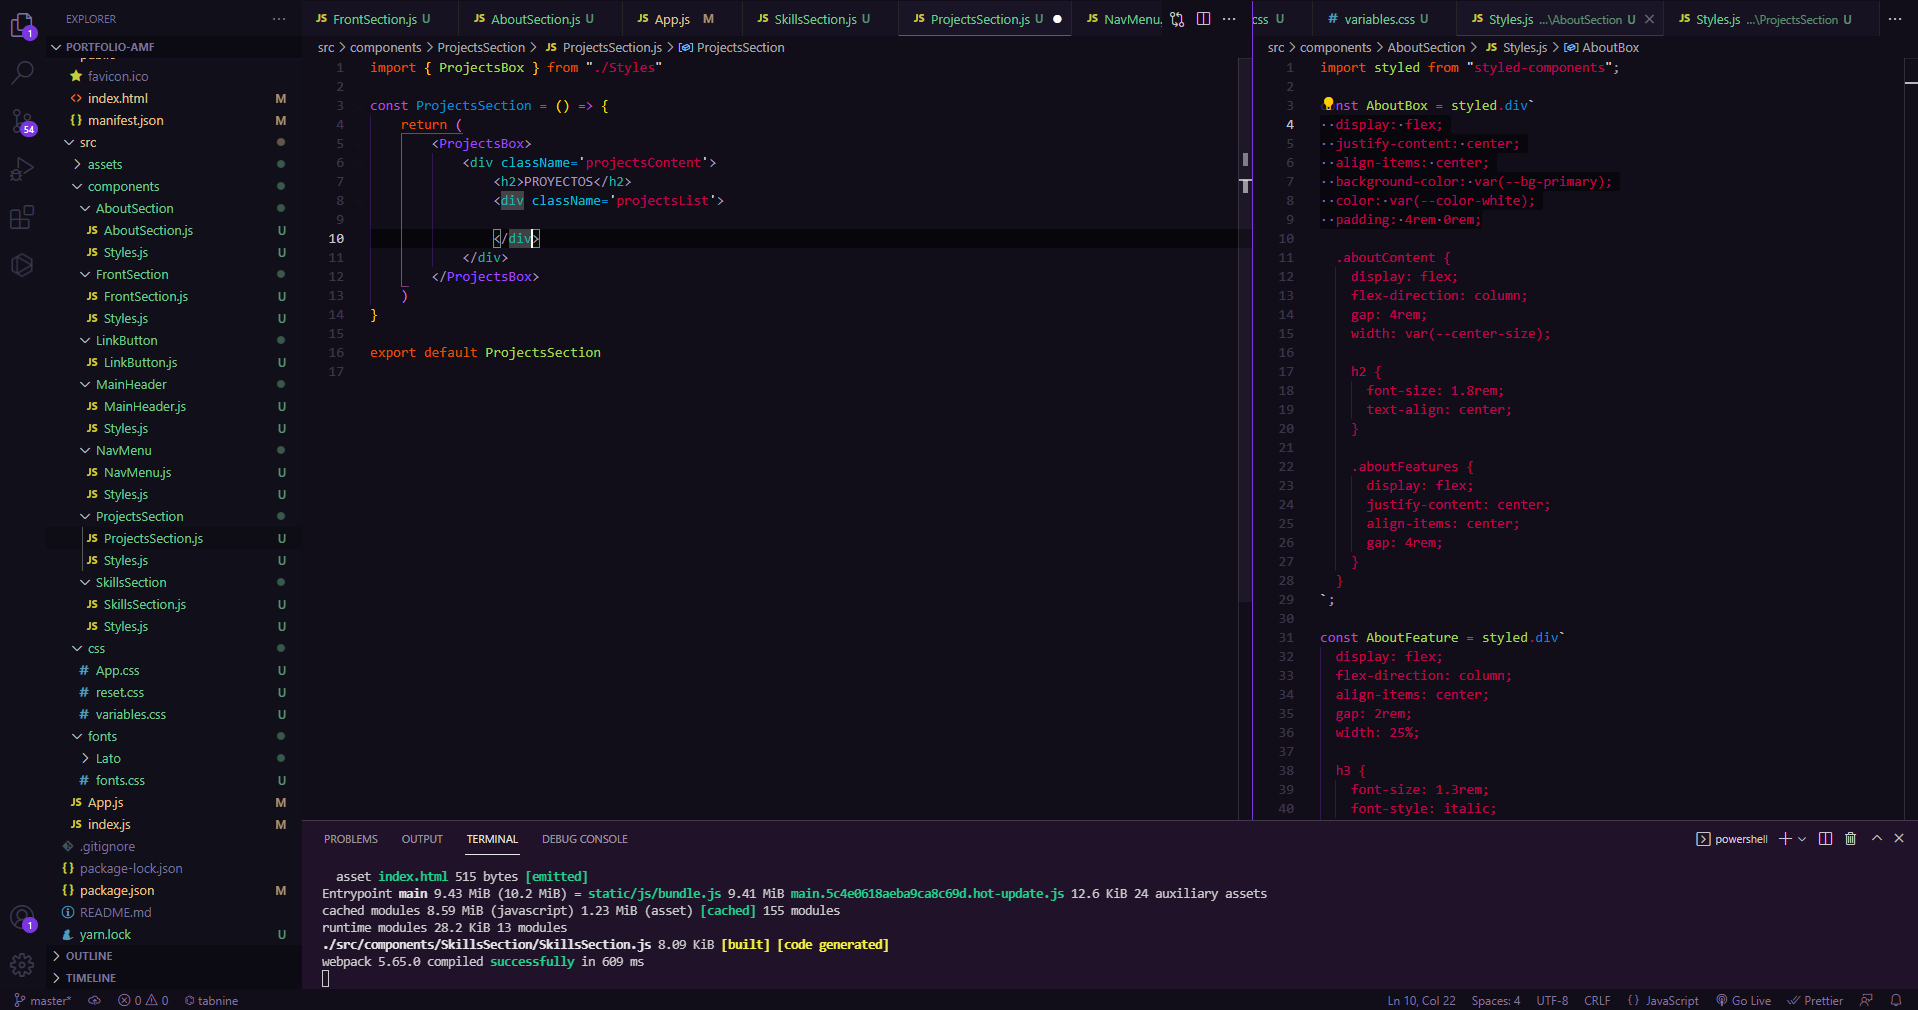 EXPLORER
PORTFOLIO-AMF
public
favicon.ico
index.html M
manifest.json M
src
assets
components
AboutSection
AboutSection.js U
Styles.js U
FrontSection
FrontSection.js U
Styles.js U
LinkButton
LinkButton.js U
MainHeader
MainHeader.js U
Styles.js U
NavMenu
NavMenu.js U
Styles.js U
ProjectsSection
ProjectsSection.js U
Styles.js U
SkillsSection
SkillsSection.js U
Styles.js U
css
App.css U
reset.css U
variables.css U
fonts
Lato
fonts.css U
App.js M
index.js M
.gitignore
package-lock.json
package.json M
README.md
yarn.lock U
OUTLINE
TIMELINE
1
54
1
JS FrontSection.js U JS AboutSection.js U JS App.js M JS SkillsSection.js U JS ProjectsSection.js U JS NavMenu.
src > components > ProjectsSection > JS ProjectsSection.js > ProjectsSection
1 import { ProjectsBox } from "./Styles"
2
3 const ProjectsSection = () => {
4 return (
5 <ProjectsBox>
6 <div className='projectsContent'>
7 <h2>PROYECTOS</h2>
8 <div className='projectsList'>
9
10 </div>
11 </div>
12 </ProjectsBox>
13 )
14 }
15
16 export default ProjectsSection
17
css U # variables.css U JS Styles.js ...\AboutSection U JS Styles.js ...\ProjectsSection U
src > components > AboutSection > JS Styles.js > AboutBox
1 import styled from "styled-components";
2
3 nst AboutBox = styled.div`
4 display: flex;
5 justify-content: center;
6 align-items: center;
7 background-color: var(--bg-primary);
8 color: var(--color-white);
9 padding: 4rem 0rem;
10
11 .aboutContent {
12 display: flex;
13 flex-direction: column;
14 gap: 4rem;
15 width: var(--center-size);
16
17 h2 {
18 font-size: 1.8rem;
19 text-align: center;
20 }
21
22 .aboutFeatures {
23 display: flex;
24 justify-content: center;
25 align-items: center;
26 gap: 4rem;
27 }
28 }
29 `;
30
31 const AboutFeature = styled.div`
32 display: flex;
33 flex-direction: column;
34 align-items: center;
35 gap: 2rem;
36 width: 25%;
37
38 h3 {
39 font-size: 1.3rem;
40 font-style: italic;
PROBLEMS OUTPUT TERMINAL DEBUG CONSOLE
powershell
asset index.html 515 bytes [emitted]
Entrypoint main 9.43 MiB (10.2 MiB) = static/js/bundle.js 9.41 MiB main.5c4e0618aeba9ca8c69d.hot-update.js 12.6 KiB 24 auxiliary assets
cached modules 8.59 MiB (javascript) 1.23 MiB (asset) [cached] 155 modules
runtime modules 28.2 KiB 13 modules
./src/components/SkillsSection/SkillsSection.js 8.09 KiB [built] [code generated]
webpack 5.65.0 compiled successfully in 609 ms
master* 0 0 tabnine
Ln 10, Col 22 Spaces: 4 UTF-8 CRLF {} JavaScript Go Live Prettier